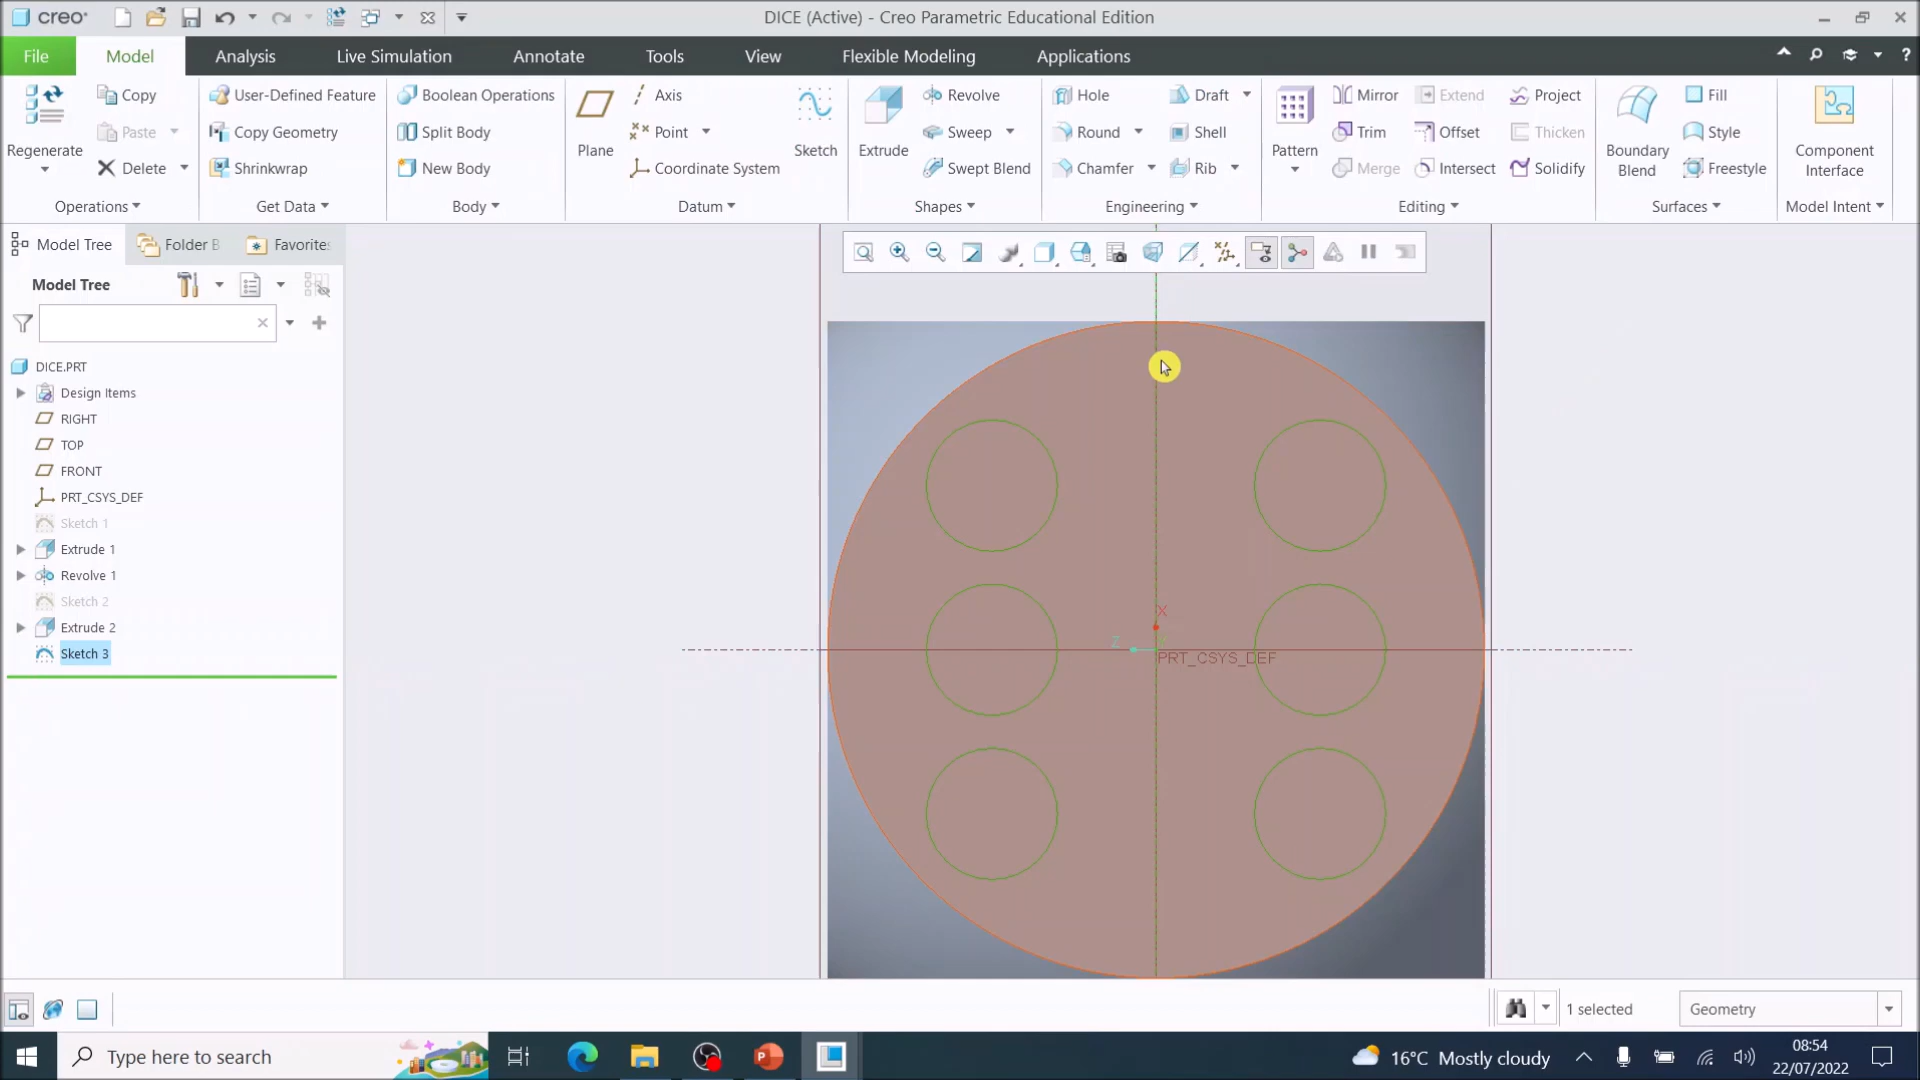 creo
DICE (Active) - Creo Parametric Educational Edition
File
Model
Analysis
Live Simulation
Annotate
Tools
View
Flexible Modeling
Applications
?
Regenerate
Copy
Paste
Delete
Operations
User-Defined Feature
Copy Geometry
Shrinkwrap
Get Data
Boolean Operations
Split Body
New Body
Body
Plane
Axis
Point
Coordinate System
Sketch
Datum
Extrude
Revolve
Sweep
Swept Blend
Shapes
Hole
Round
Chamfer
Draft
Shell
Rib
Engineering
Pattern
Mirror
Trim
Merge
Extend
Offset
Intersect
Project
Thicken
Solidify
Editing
Boundary
Blend
Fill
Style
Freestyle
Surfaces
Component
Interface
Model Intent
Model Tree
Folder B
Favorites
Model Tree
DICE.PRT
Design Items
RIGHT
TOP
FRONT
PRT_CSYS_DEF
Sketch 1
Extrude 1
Revolve 1
Sketch 2
Extrude 2
Sketch 3
X
Z
PRT_CSYS_DEF
1 selected
Geometry
Type here to search
16°C Mostly cloudy
08:54
22/07/2022